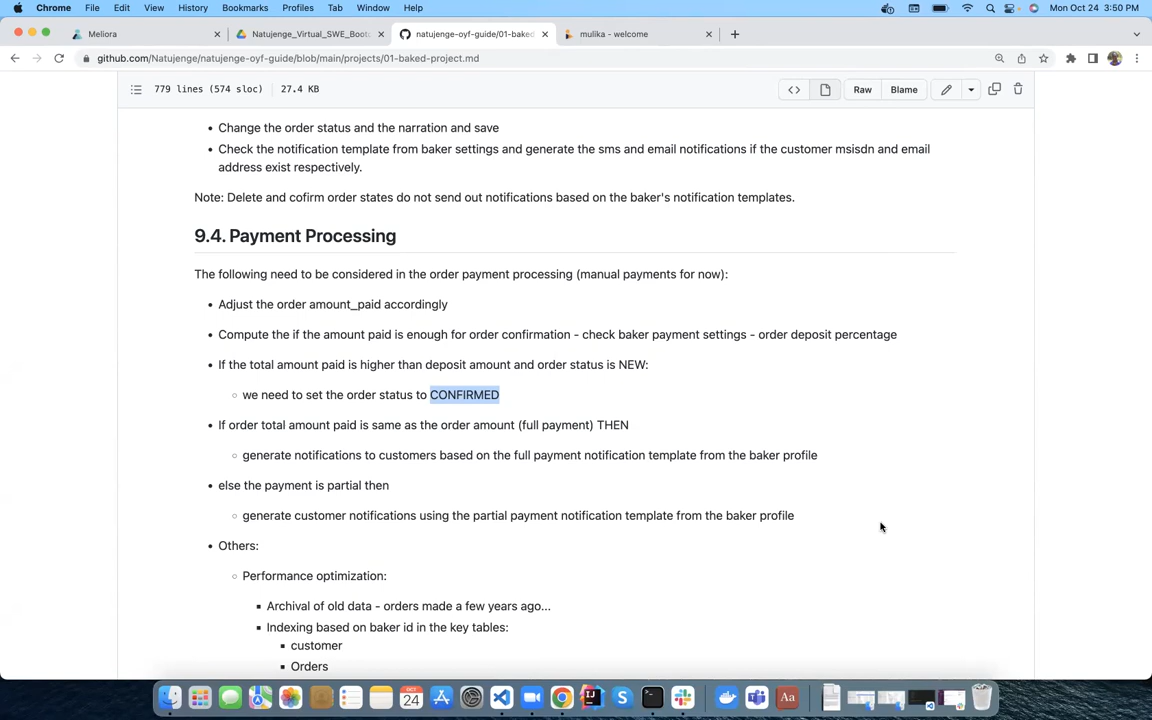 Chrome File Edit View History Bookmarks Profiles Tab Window Help Mon Oct 24 3:50 PM
Meliora Natujenge_Virtual_SWE_Bootc natujenge-oyf-guide/01-baked- mulika - welcome
github.com/Natujenge/natujenge-oyf-guide/blob/main/projects/01-baked-project.md
779 lines (574 sloc) 27.4 KB Raw Blame
• Change the order status and the narration and save
• Check the notification template from baker settings and generate the sms and email notifications if the customer msisdn and email
address exist respectively.
Note: Delete and cofirm order states do not send out notifications based on the baker's notification templates.
9.4. Payment Processing
The following need to be considered in the order payment processing (manual payments for now):
• Adjust the order amount_paid accordingly
• Compute the if the amount paid is enough for order confirmation - check baker payment settings - order deposit percentage
• If the total amount paid is higher than deposit amount and order status is NEW:
◦ we need to set the order status to CONFIRMED
• If order total amount paid is same as the order amount (full payment) THEN
◦ generate notifications to customers based on the full payment notification template from the baker profile
• else the payment is partial then
◦ generate customer notifications using the partial payment notification template from the baker profile
• Others:
◦ Performance optimization:
▪ Archival of old data - orders made a few years ago...
▪ Indexing based on baker id in the key tables:
▪ customer
▪ Orders
OCT
24
Aa